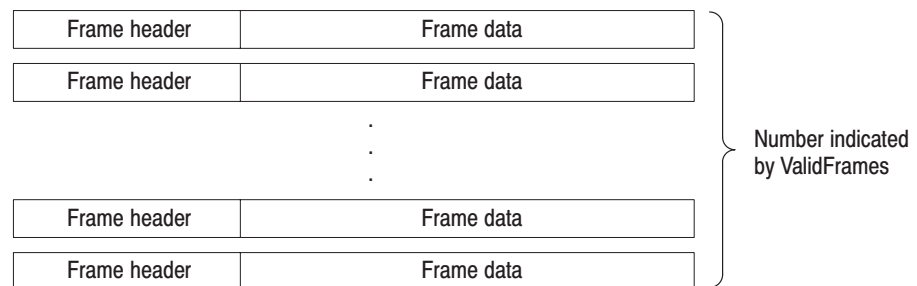 Frame header Frame data
Frame header Frame data
.
.
.
Number indicated
by ValidFrames
Frame header Frame data
Frame header Frame data